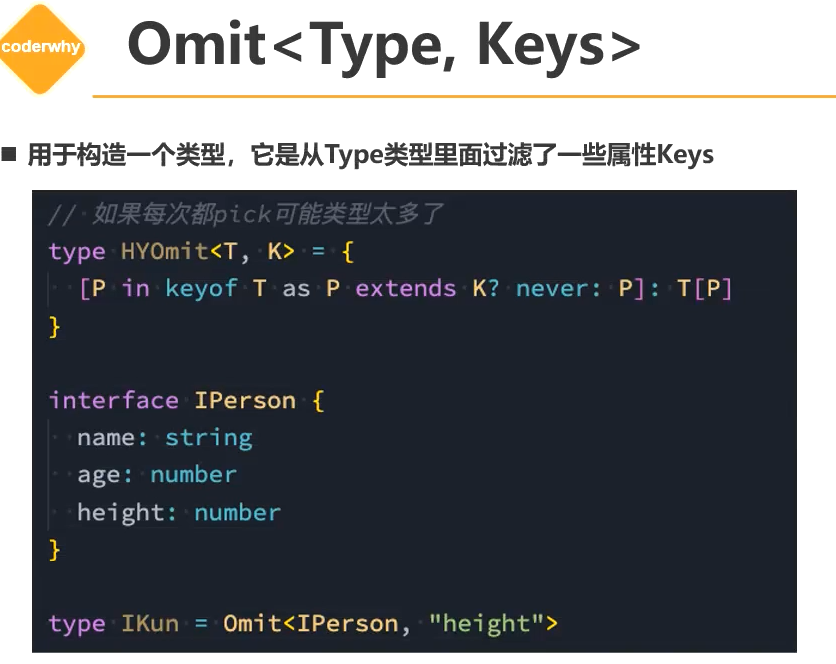 coderwhy
Omit<Type, Keys>
用于构造一个类型，它是从Type类型里面过滤了一些属性Keys
// 如果每次都pick可能类型太多了
type HYOmit<T, K> = {
  [P in keyof T as P extends K? never: P]: T[P]
}
interface IPerson {
  name: string
  age: number
  height: number
}
type IKun = Omit<IPerson, "height">